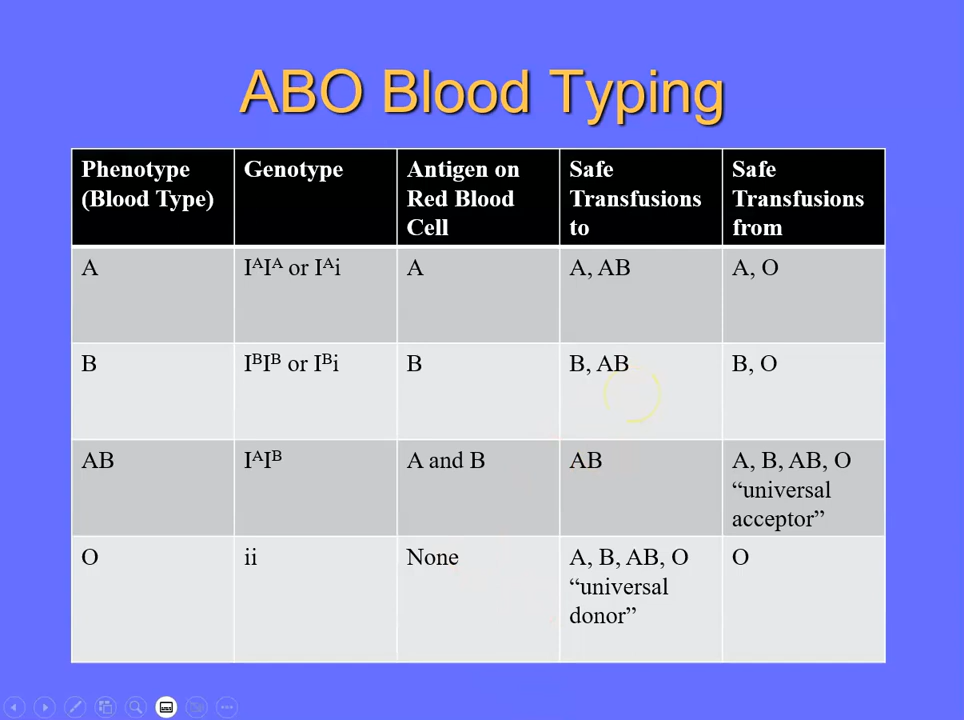 ABO Blood Typing
Phenotype (Blood Type) Genotype Antigen on Red Blood Cell Safe Transfusions to Safe Transfusions from
A IᴬIᴬ or Iᴬi A A, AB A, O
B IᴮIᴮ or Iᴮi B B, AB B, O
AB IᴬIᴮ A and B AB A, B, AB, O “universal acceptor”
O ii None A, B, AB, O “universal donor” O